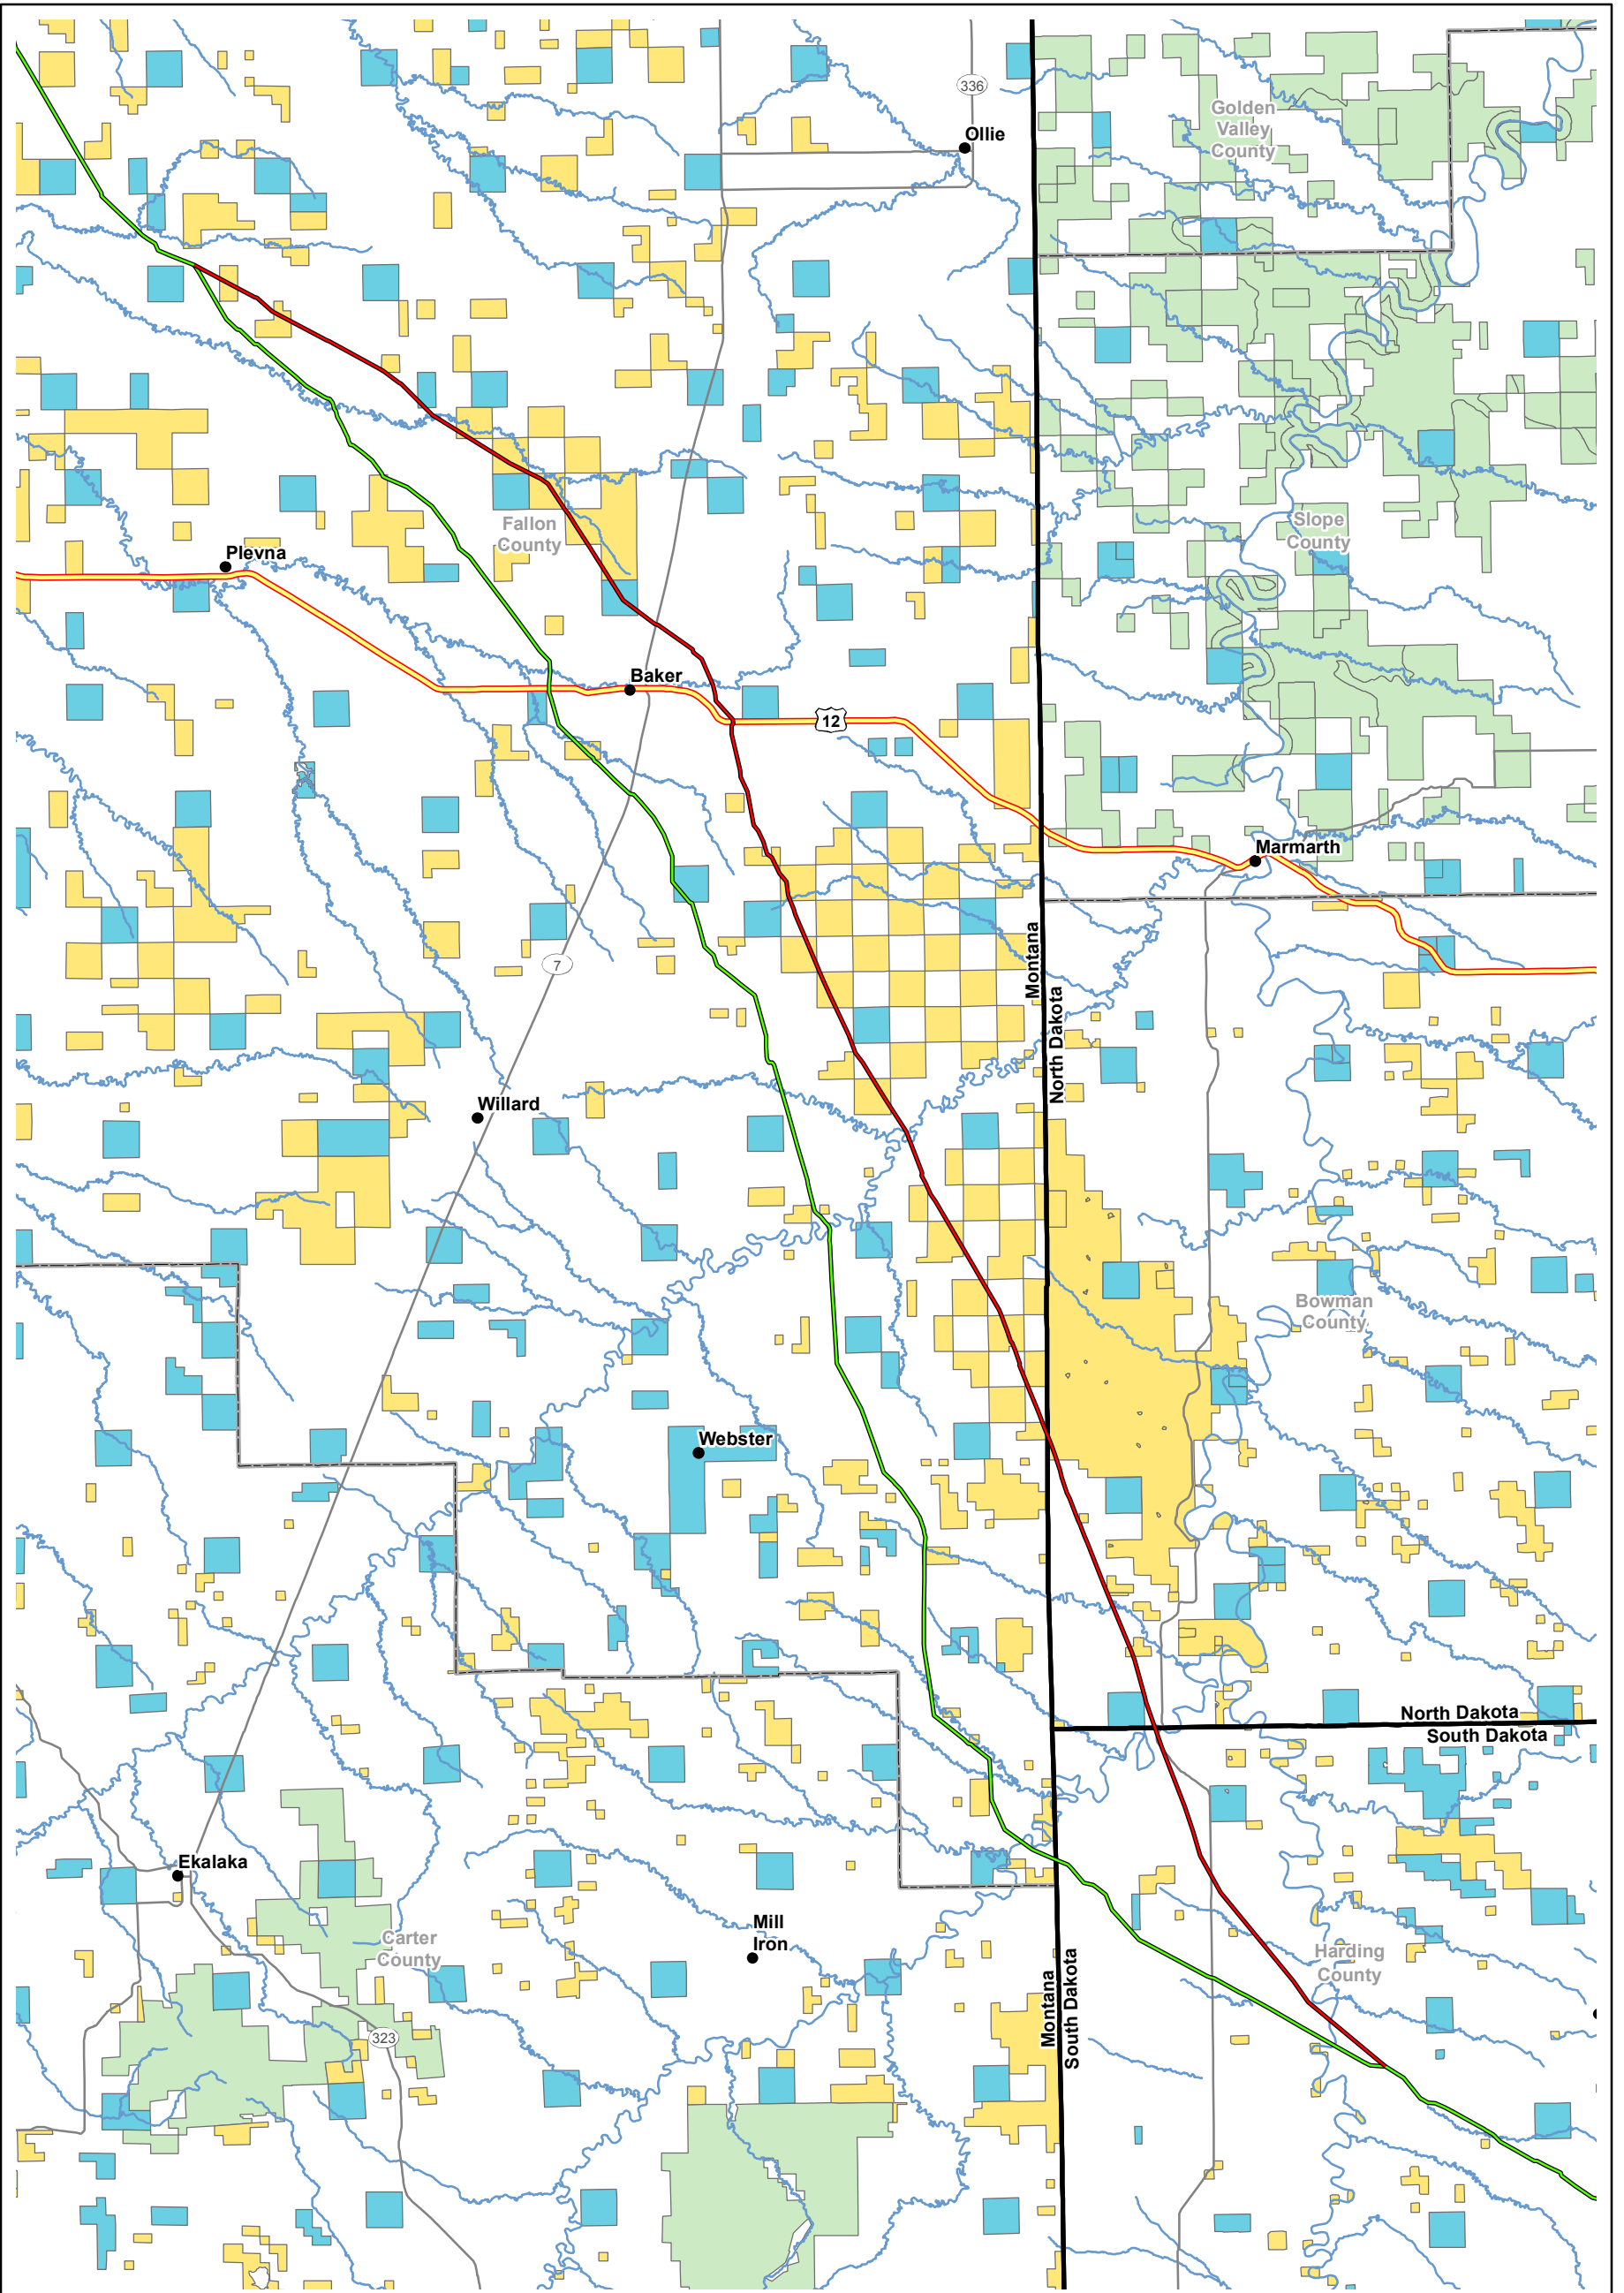 336
Ollie
Golden
Valley
County
Fallon
County
Slope
County
Plevna
Baker
12
Marmarth
Montana
North Dakota
7
Willard
Bowman
County
Webster
North Dakota
South Dakota
Ekalaka
Mill
Iron
Carter
County
Harding
County
Montana
South Dakota
323